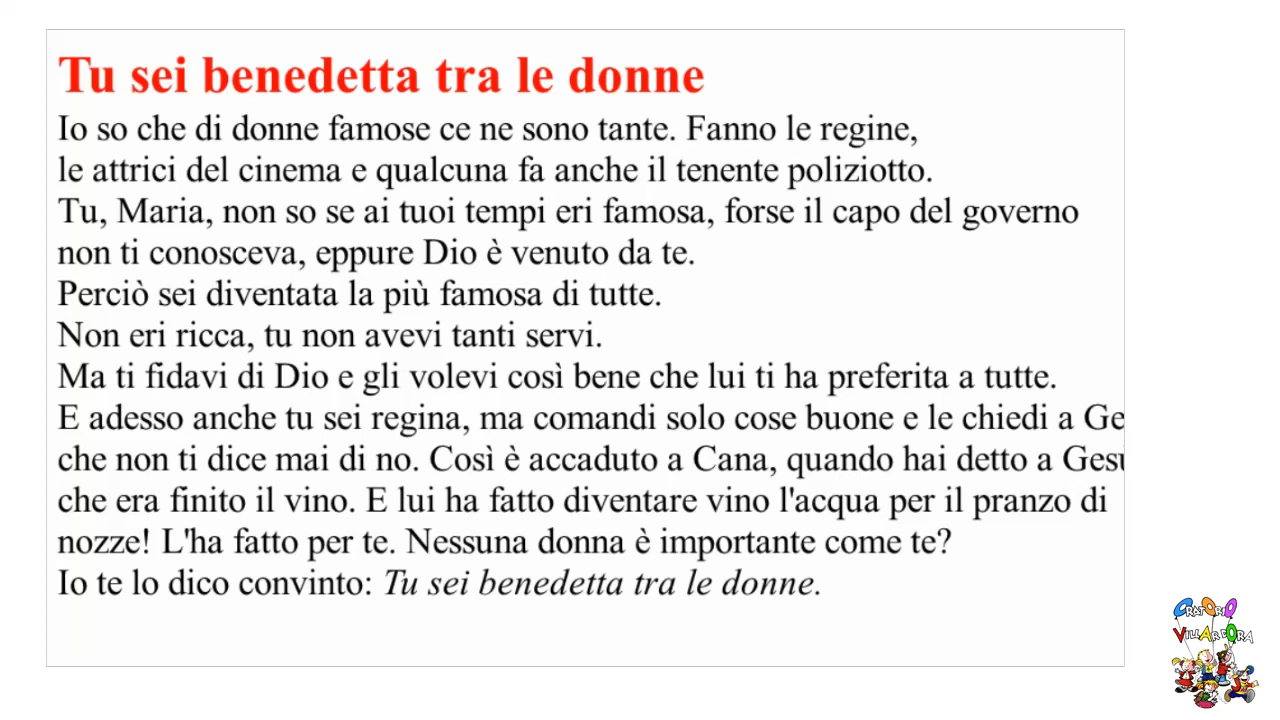 Tu sei benedetta tra le donne
Io so che di donne famose ce ne sono tante. Fanno le regine,
le attrici del cinema e qualcuna fa anche il tenente poliziotto.
Tu, Maria, non so se ai tuoi tempi eri famosa, forse il capo del governo
non ti conosceva, eppure Dio è venuto da te.
Perciò sei diventata la più famosa di tutte.
Non eri ricca, tu non avevi tanti servi.
Ma ti fidavi di Dio e gli volevi così bene che lui ti ha preferita a tutte.
E adesso anche tu sei regina, ma comandi solo cose buone e le chiedi a Ge
che non ti dice mai di no. Così è accaduto a Cana, quando hai detto a Gesù
che era finito il vino. E lui ha fatto diventare vino l'acqua per il pranzo di
nozze! L'ha fatto per te. Nessuna donna è importante come te?
Io te lo dico convinto: Tu sei benedetta tra le donne.
ORATORIO
VILLARDORA